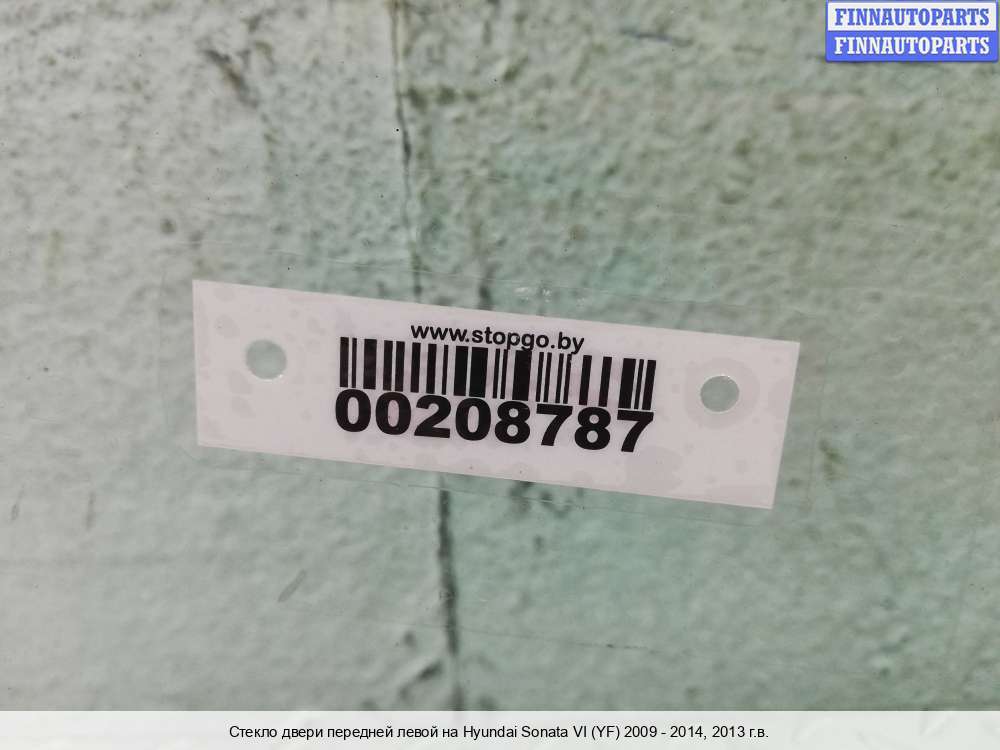 FINNAUTOPARTS
FINNAUTOPARTS
www.stopgo.by
00208787
Стекло двери передней левой на Hyundai Sonata VI (YF) 2009 - 2014, 2013 г.в.